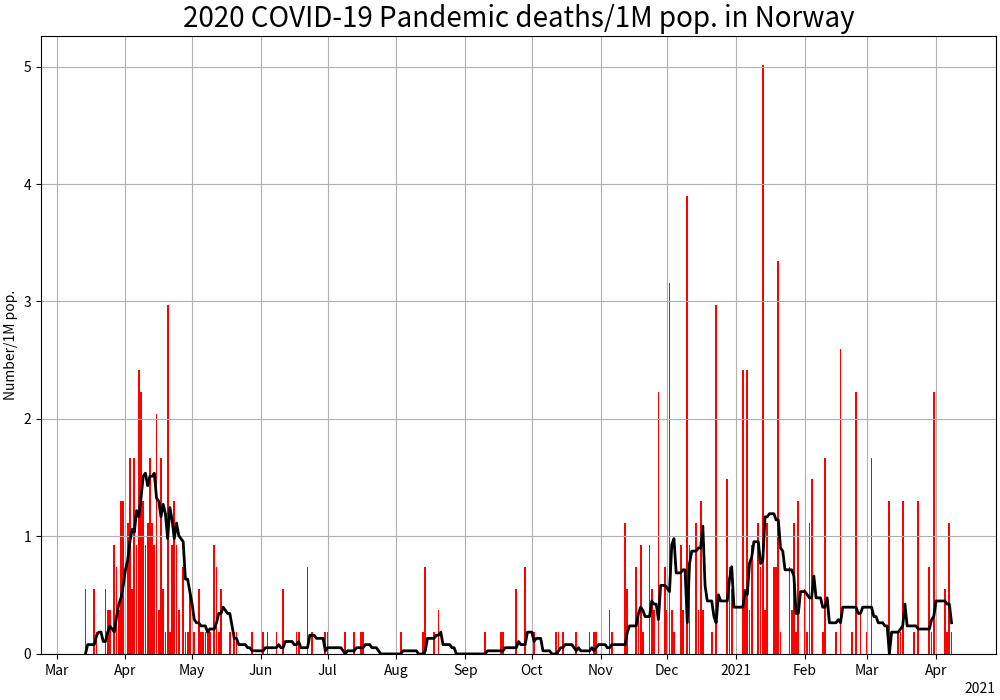 2020 COVID-19 Pandemic deaths/1M pop. in Norway
Number/1M pop.
5
4
3
2
1
0
Mar Apr May Jun Jul Aug Sep Oct Nov Dec 2021 Feb Mar Apr
2021